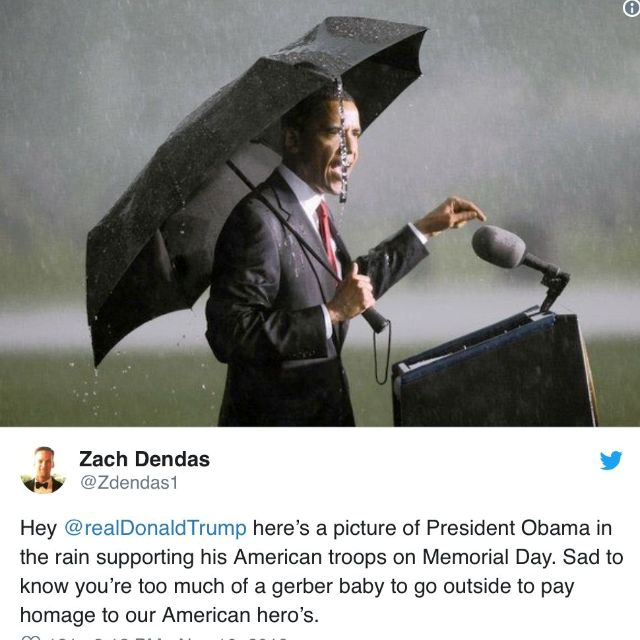 Zach Dendas
@Zdendas1
Hey @realDonaldTrump here's a picture of President Obama in
the rain supporting his American troops on Memorial Day. Sad to
know you're too much of a gerber baby to go outside to pay
homage to our American hero's.